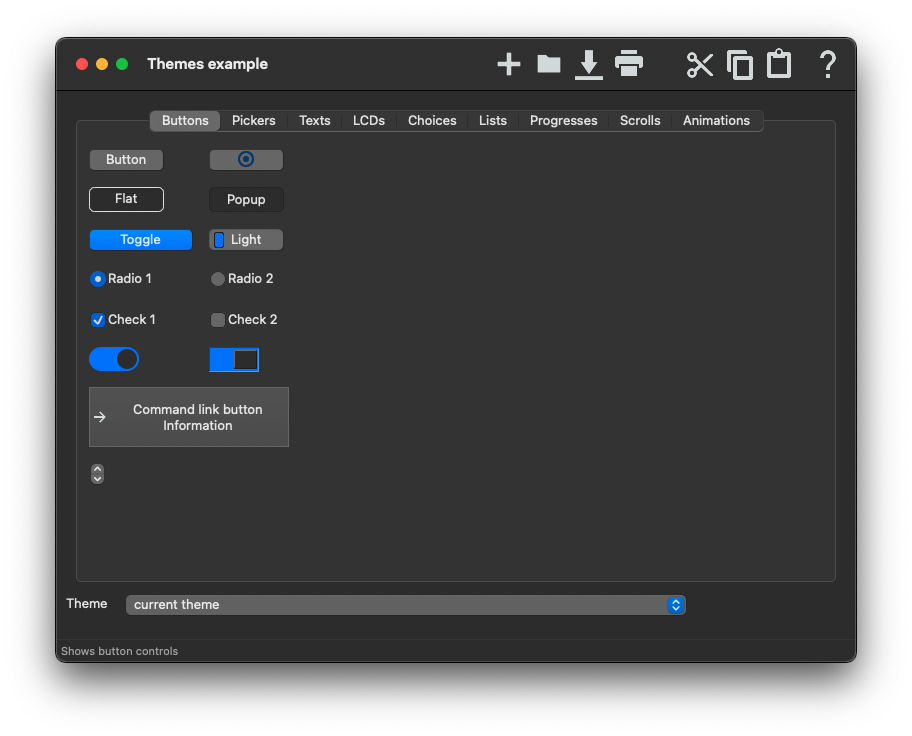 Themes example
Buttons Pickers Texts LCDs Choices Lists Progresses Scrolls Animations
Button
Flat Popup
Toggle Light
Radio 1 Radio 2
Check 1 Check 2
Command link button
Information
Theme current theme
Shows button controls